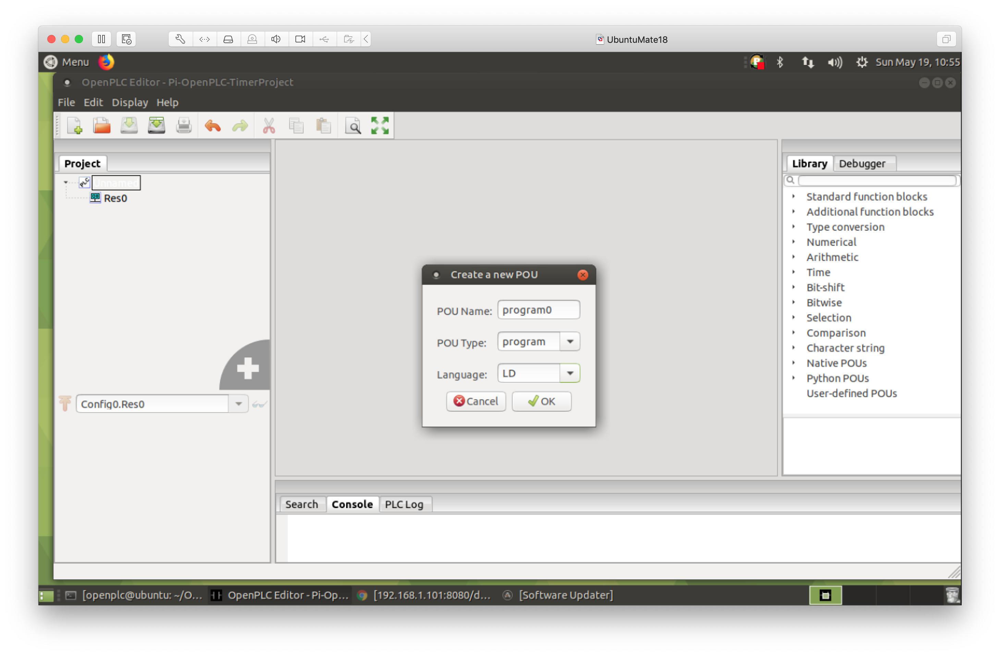 UbuntuMate18
Menu
Sun May 19, 10:55
OpenPLC Editor - Pi-OpenPLC-TimerProject
File Edit Display Help
Project
Unnamed
PLC
Res0
Config0.Res0
Create a new POU
POU Name: program0
POU Type: program
Language: LD
Cancel OK
Library Debugger
Standard function blocks
Additional function blocks
Type conversion
Numerical
Arithmetic
Time
Bit-shift
Bitwise
Selection
Comparison
Character string
Native POUs
Python POUs
User-defined POUs
Search Console PLC Log
[openplc@ubuntu: ~/O... OpenPLC Editor - Pi-Op... [192.168.1.101:8080/d... [Software Updater]